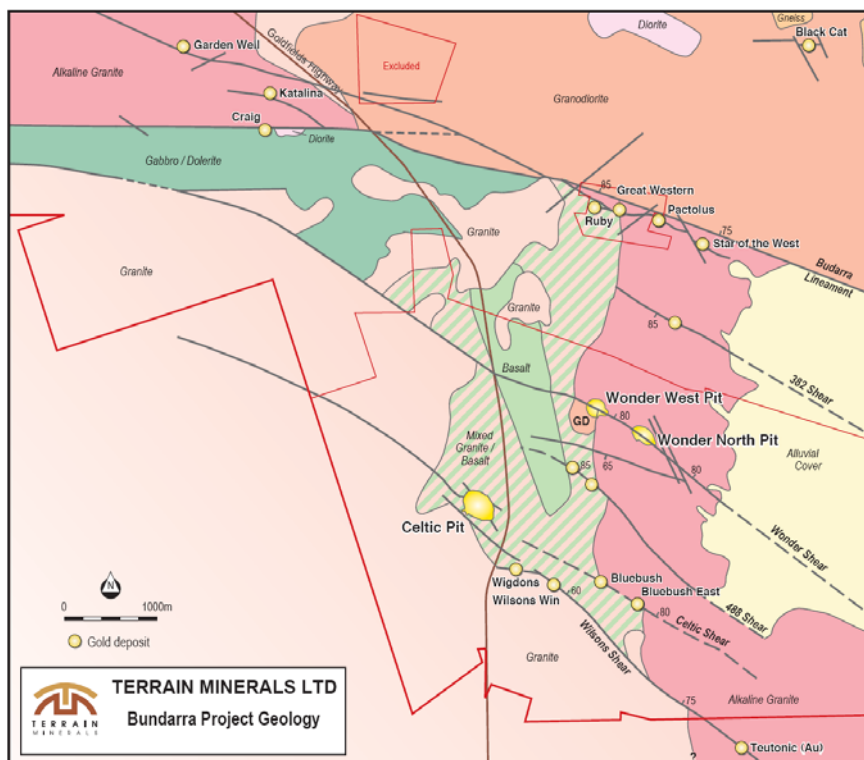 Gneiss
Diorite
Black Cat
Garden Well
Goldfields Highway
Excluded
Alkaline Granite
Katalina
Granodiorite
Craig
Diorite
Gabbro / Dolerite
85
Great Western
Ruby
Pactolus
75
Star of the West
Granite
Budarra
Lineament
Granite
Granite
85
382 Shear
Basalt
Wonder West Pit
GD
80
Wonder North Pit
Mixed
Granite /
Basalt
85
65
80
Alluvial
Cover
Celtic Pit
Wonder Shear
Wigdons
Bluebush
Wilsons Win
60
Bluebush East
80
488 Shear
Celtic Shear
Wilsons Shear
N
0
1000m
Gold deposit
Granite
75
Alkaline Granite
TERRAIN
MINERALS
TERRAIN MINERALS LTD
Bundarra Project Geology
Teutonic (Au)
?